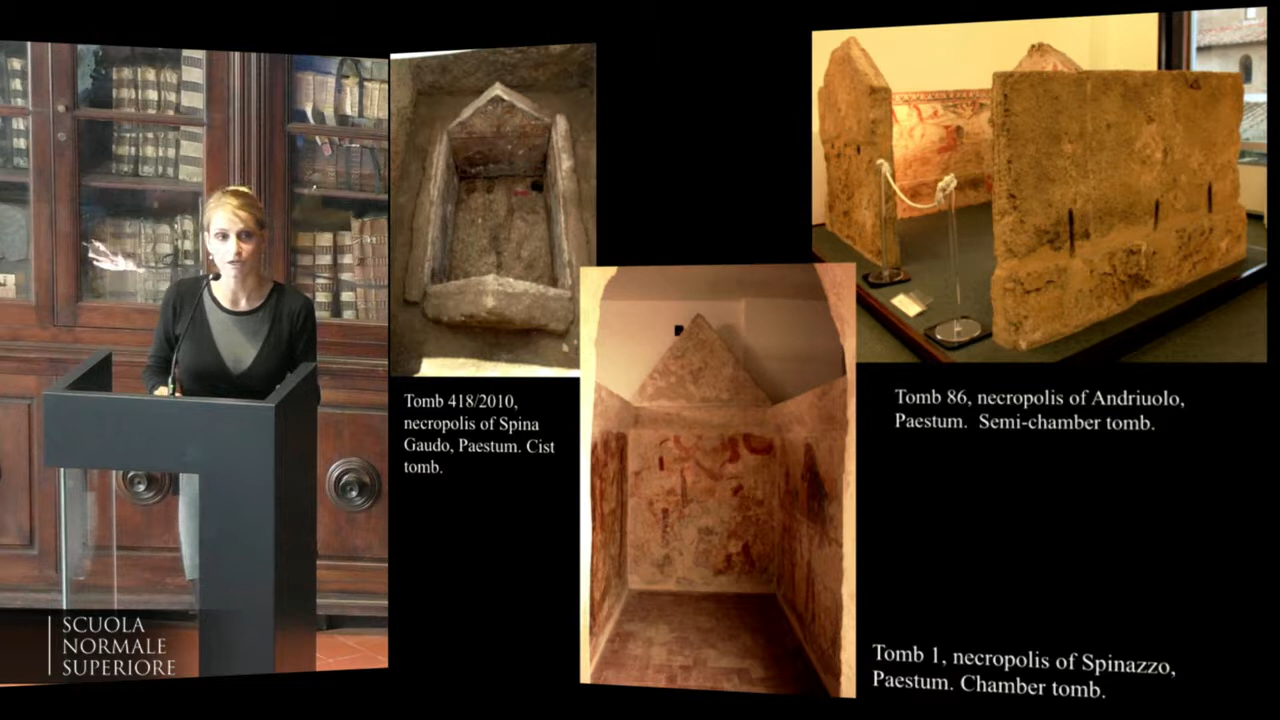 SCUOLA
NORMALE
SUPERIORE
Tomb 418/2010,
necropolis of Spina
Gaudo, Paestum. Cist
tomb.
Tomb 86, necropolis of Andriuolo,
Paestum.  Semi-chamber tomb.
Tomb 1, necropolis of Spinazzo,
Paestum. Chamber tomb.